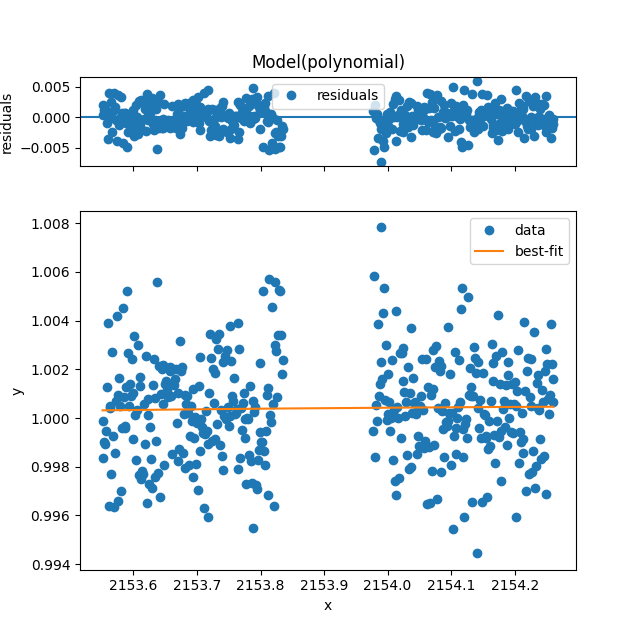 Model(polynomial)
0.005
0.000
−0.005
residuals
residuals
1.008
1.006
1.004
1.002
1.000
0.998
0.996
0.994
y
data
best-fit
2153.6 2153.7 2153.8 2153.9 2154.0 2154.1 2154.2
x